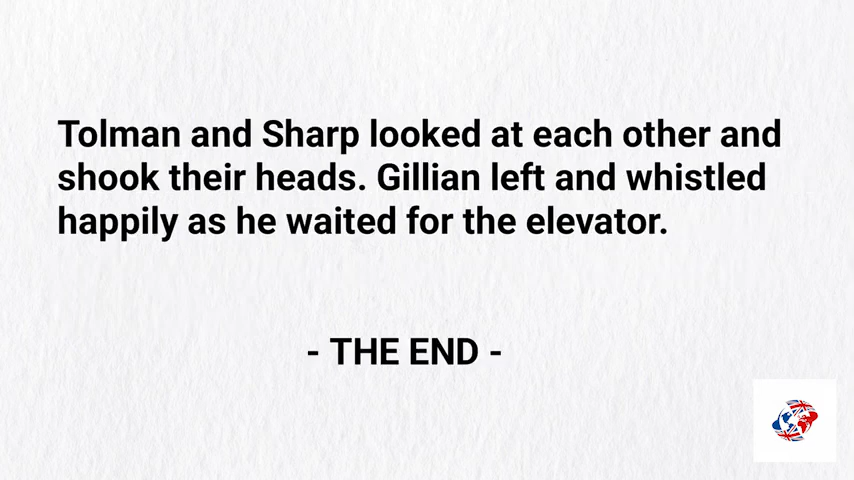 Tolman and Sharp looked at each other and
shook their heads. Gillian left and whistled
happily as he waited for the elevator.
- THE END -